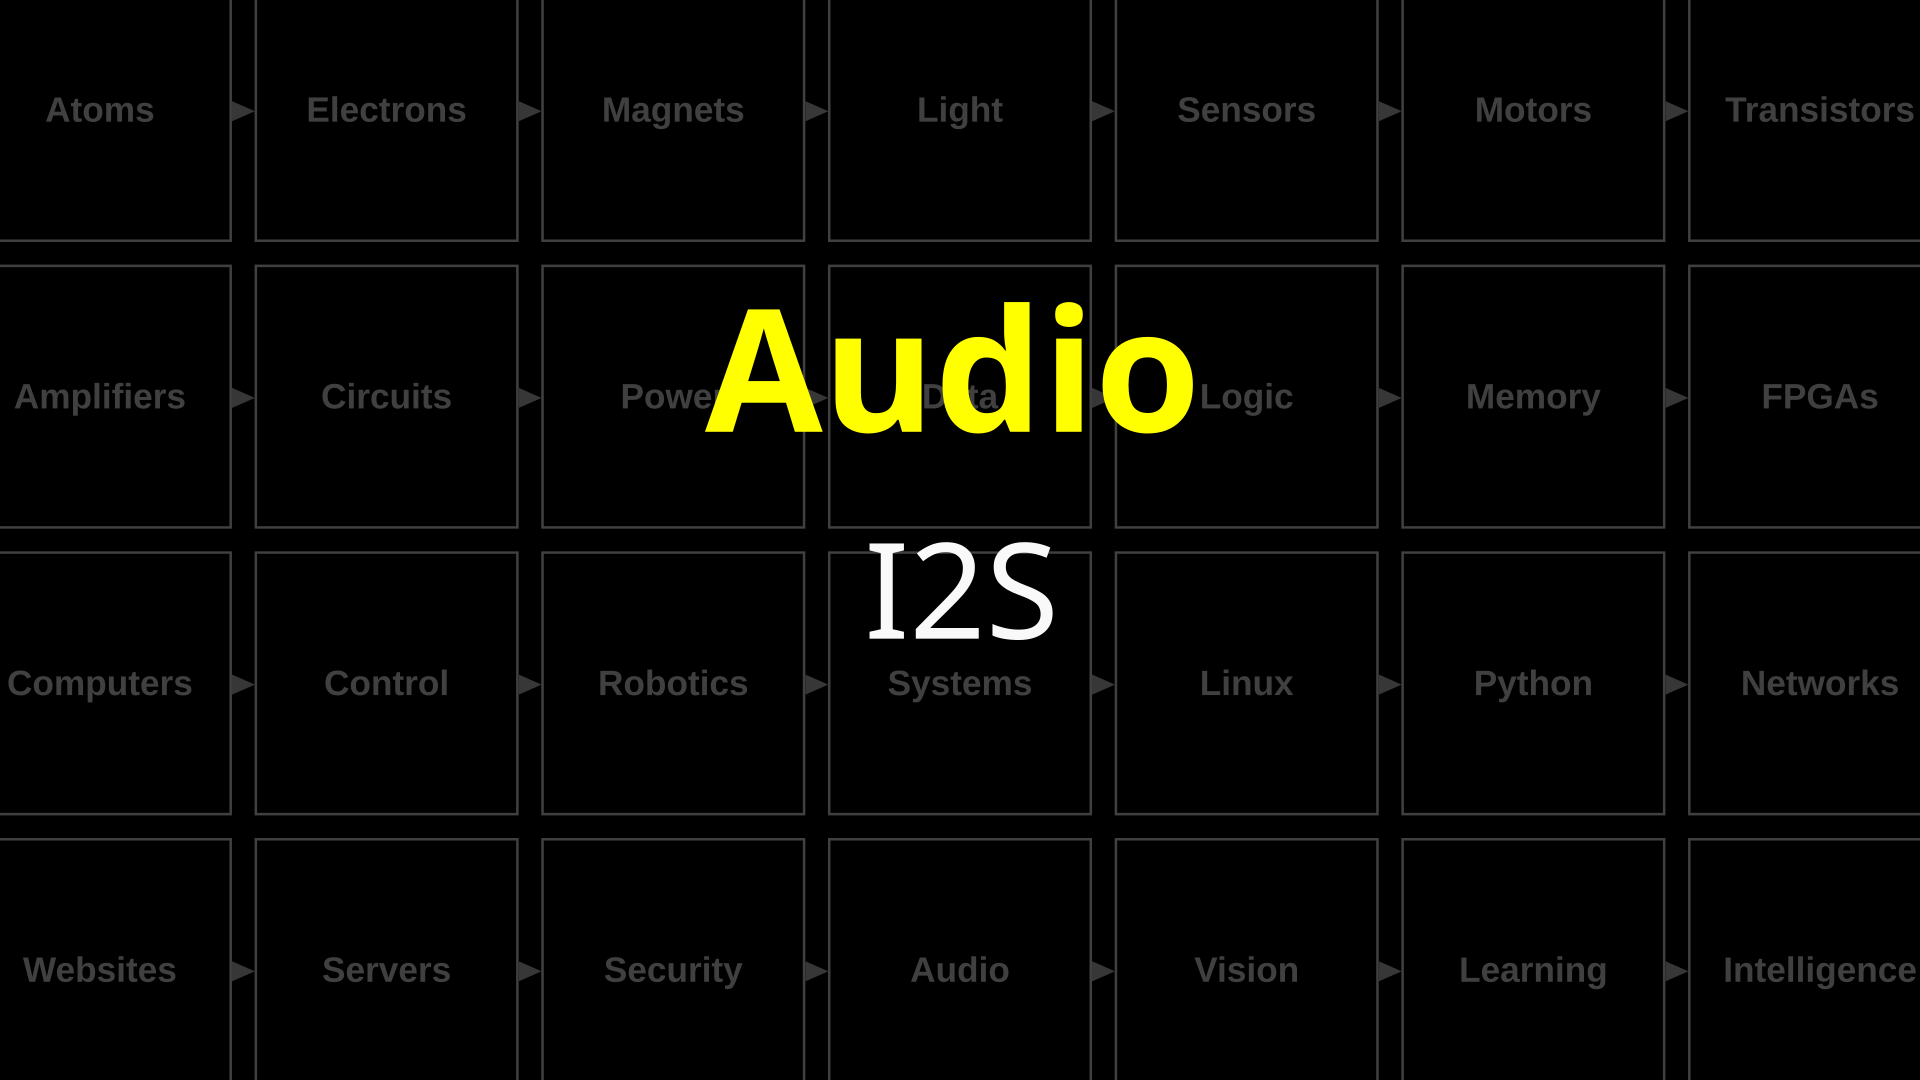 Atoms Electrons Magnets Light Sensors Motors Transistors
Audio
Amplifiers Circuits Power Data Logic Memory FPGAs
I2S
Computers Control Robotics Systems Linux Python Networks
Websites Servers Security Audio Vision Learning Intelligence